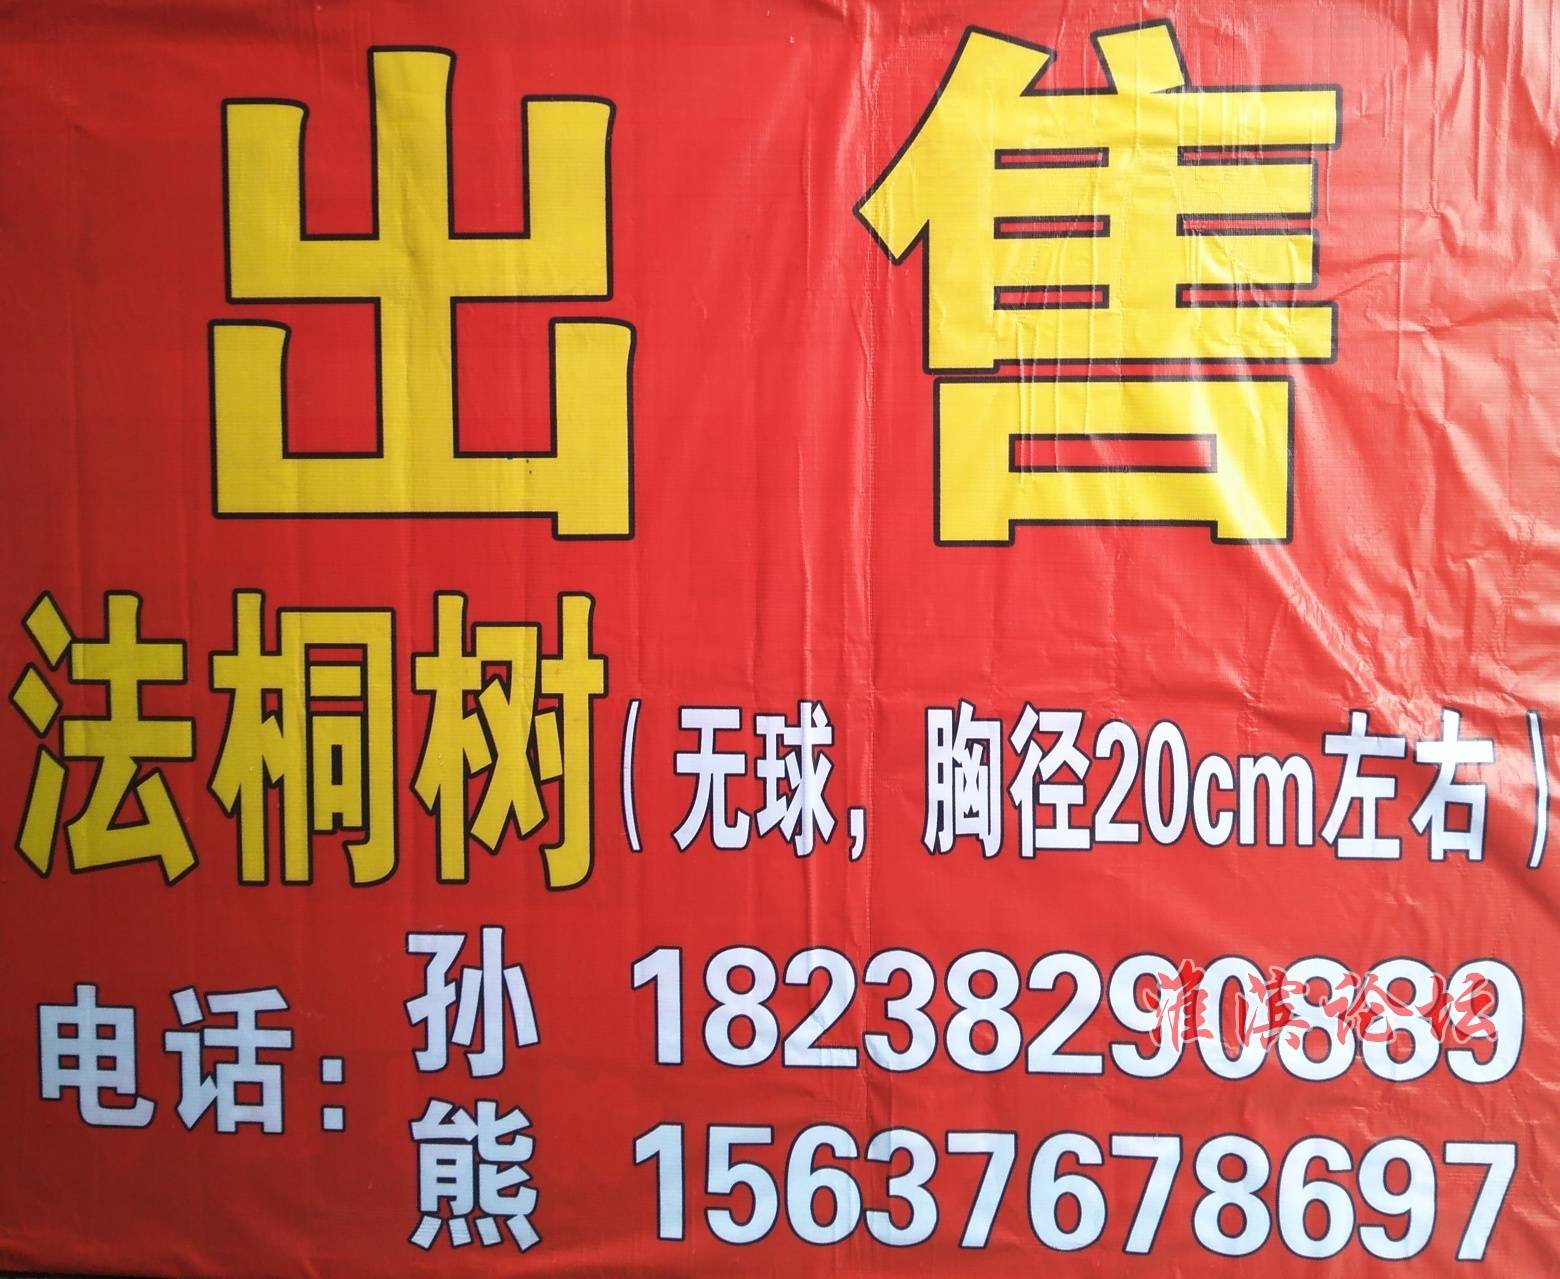 出售
法桐树(无球，胸径20cm左右)
电话：孙 18238290889
熊 15637678697
淮滨论坛